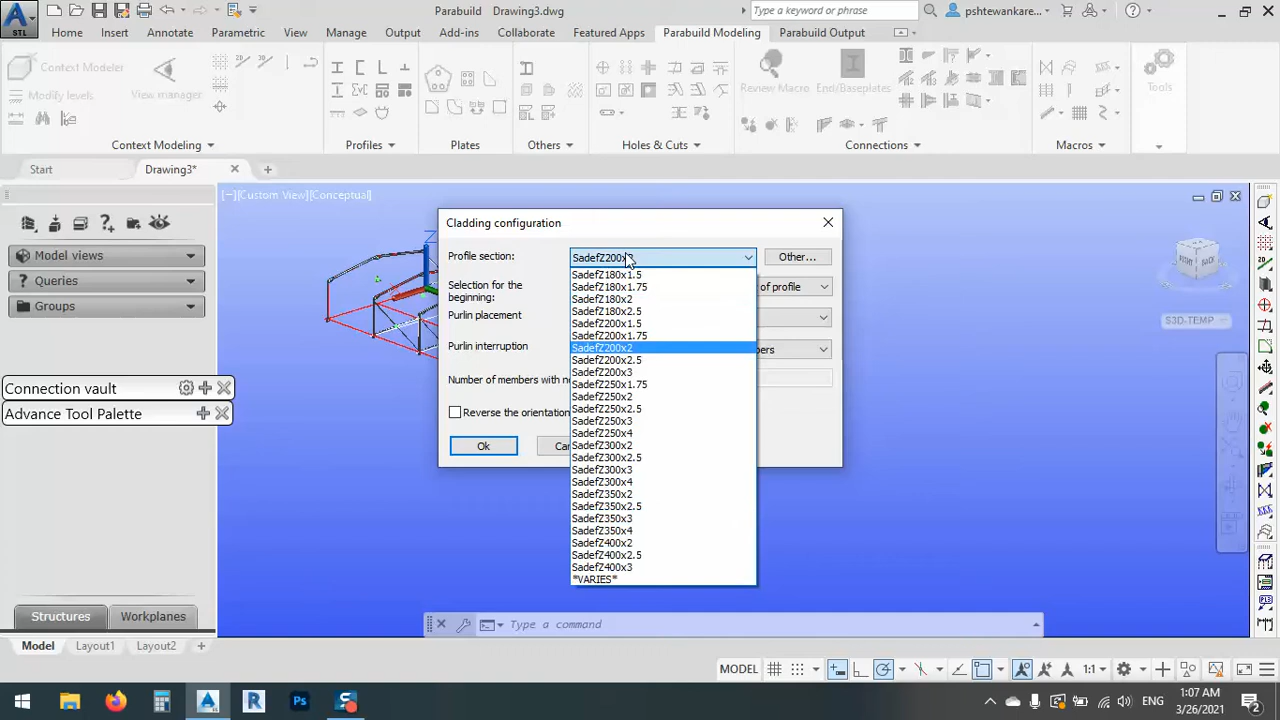 STL
Parabuild Drawing3.dwg
Type a keyword or phrase
pshtewankare...
Home Insert Annotate Parametric View Manage Output Add-ins Collaborate Featured Apps Parabuild Modeling Parabuild Output
Context Modeler
Modify levels
View manager
Review Macro
End/Baseplates
Tools
Context Modeling Profiles Plates Others Holes & Cuts Connections Macros
Start Drawing3*
[−][Custom View][Conceptual]
Model views
Queries
Groups
Connection vault
Advance Tool Palette
Structures Workplanes
Model Layout1 Layout2
Cladding configuration
Profile section:
Other...
Selection for the
beginning:
of profile
Purlin placement
Purlin interruption
bers
Number of members with no
Reverse the orientation
Ok
SadefZ180x1.5
SadefZ180x1.75
SadefZ180x2
SadefZ180x2.5
SadefZ200x1.5
SadefZ200x1.75
SadefZ200x2
SadefZ200x2.5
SadefZ200x3
SadefZ250x1.75
SadefZ250x2
SadefZ250x2.5
SadefZ250x3
SadefZ250x4
SadefZ300x2
SadefZ300x2.5
SadefZ300x3
SadefZ300x4
SadefZ350x2
SadefZ350x2.5
SadefZ350x3
SadefZ350x4
SadefZ400x2
SadefZ400x2.5
SadefZ400x3
*VARIES*
S3D-TEMP
Type a command
MODEL
1:1
ENG
1:07 AM
3/26/2021